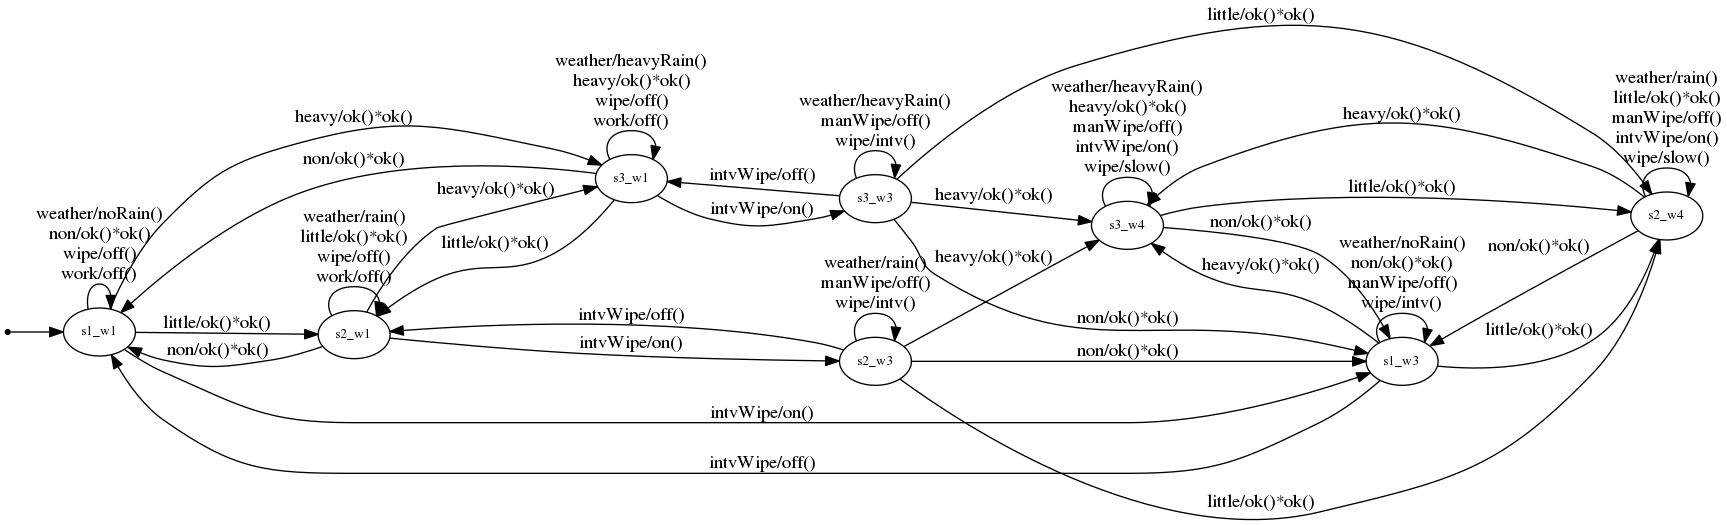 little/ok()*ok()
weather/heavyRain()
heavy/ok()*ok()
wipe/off()
work/off()
weather/heavyRain()
manWipe/off()
wipe/intv()
weather/heavyRain()
heavy/ok()*ok()
manWipe/off()
intvWipe/on()
wipe/slow()
weather/rain()
little/ok()*ok()
manWipe/off()
intvWipe/on()
wipe/slow()
heavy/ok()*ok()
heavy/ok()*ok()
non/ok()*ok()
heavy/ok()*ok()
intvWipe/off()
intvWipe/on()
heavy/ok()*ok()
little/ok()*ok()
s3_w1
s3_w3
s3_w4
s2_w4
weather/noRain()
non/ok()*ok()
wipe/off()
work/off()
weather/rain()
little/ok()*ok()
wipe/off()
work/off()
little/ok()*ok()
weather/rain()
manWipe/off()
wipe/intv()
heavy/ok()*ok()
non/ok()*ok()
heavy/ok()*ok()
weather/noRain()
non/ok()*ok()
manWipe/off()
wipe/intv()
non/ok()*ok()
s1_w1
little/ok()*ok()
s2_w1
non/ok()*ok()
intvWipe/off()
intvWipe/on()
s2_w3
non/ok()*ok()
non/ok()*ok()
s1_w3
little/ok()*ok()
intvWipe/on()
intvWipe/off()
little/ok()*ok()